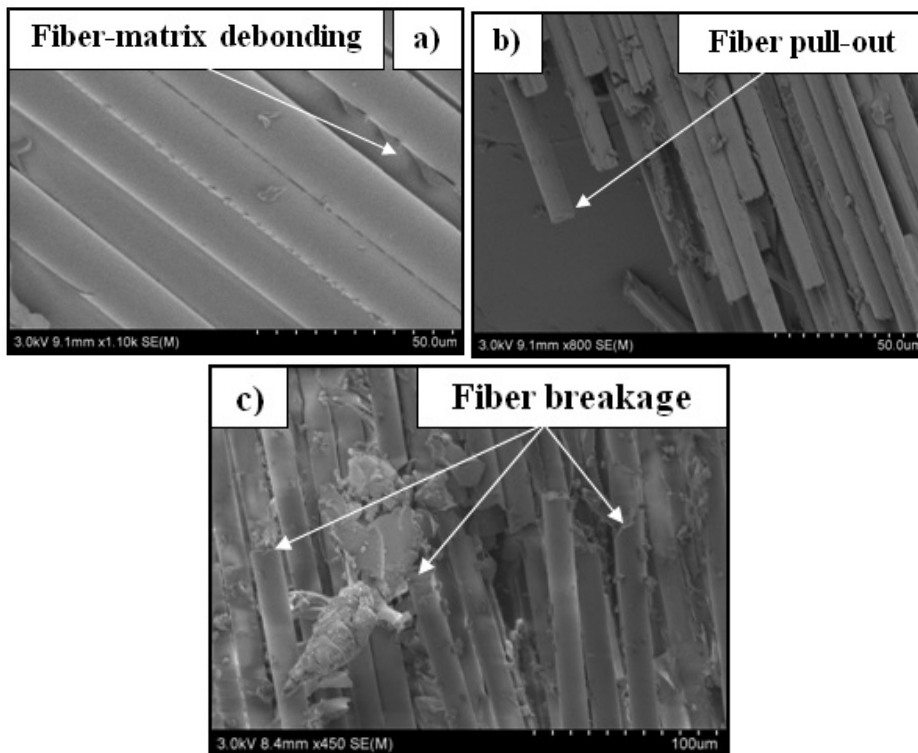 Fiber-matrix debonding
a)
3.0kV 9.1mm x1.10k SE(M)
50.0um
b)
Fiber pull-out
3.0kV 9.1mm x800 SE(M)
50.0um
c)
Fiber breakage
3.0kV 8.4mm x450 SE(M)
100um